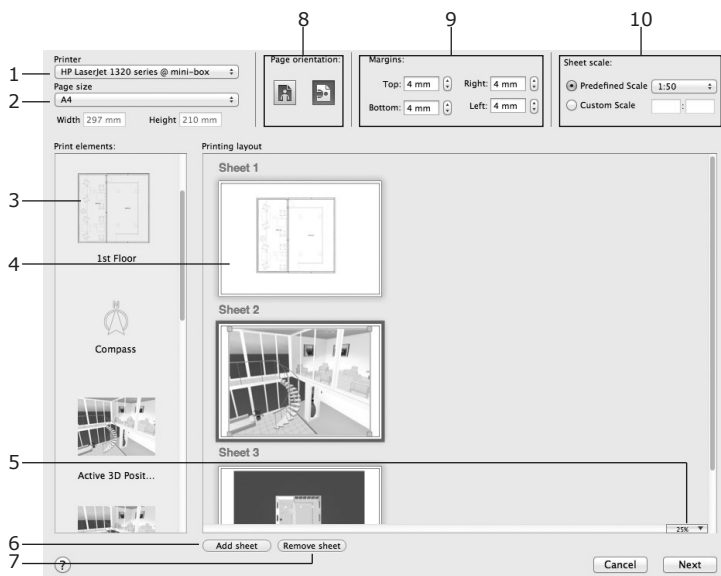 8
9
10
Printer
Page orientation:
Margins:
Sheet scale:
1
HP LaserJet 1320 series @ mini-box
Top: 4 mm Right: 4 mm
Predefined Scale 1:50
Page size
2
A4
Bottom: 4 mm Left: 4 mm
Custom Scale :
Width 297 mm Height 210 mm
Print elements:
Printing layout
Sheet 1
3
1st Floor
4
Sheet 2
N
Compass
Sheet 3
5
Active 3D Posit...
25%
6
Add sheet
Remove sheet
7
?
Cancel
Next